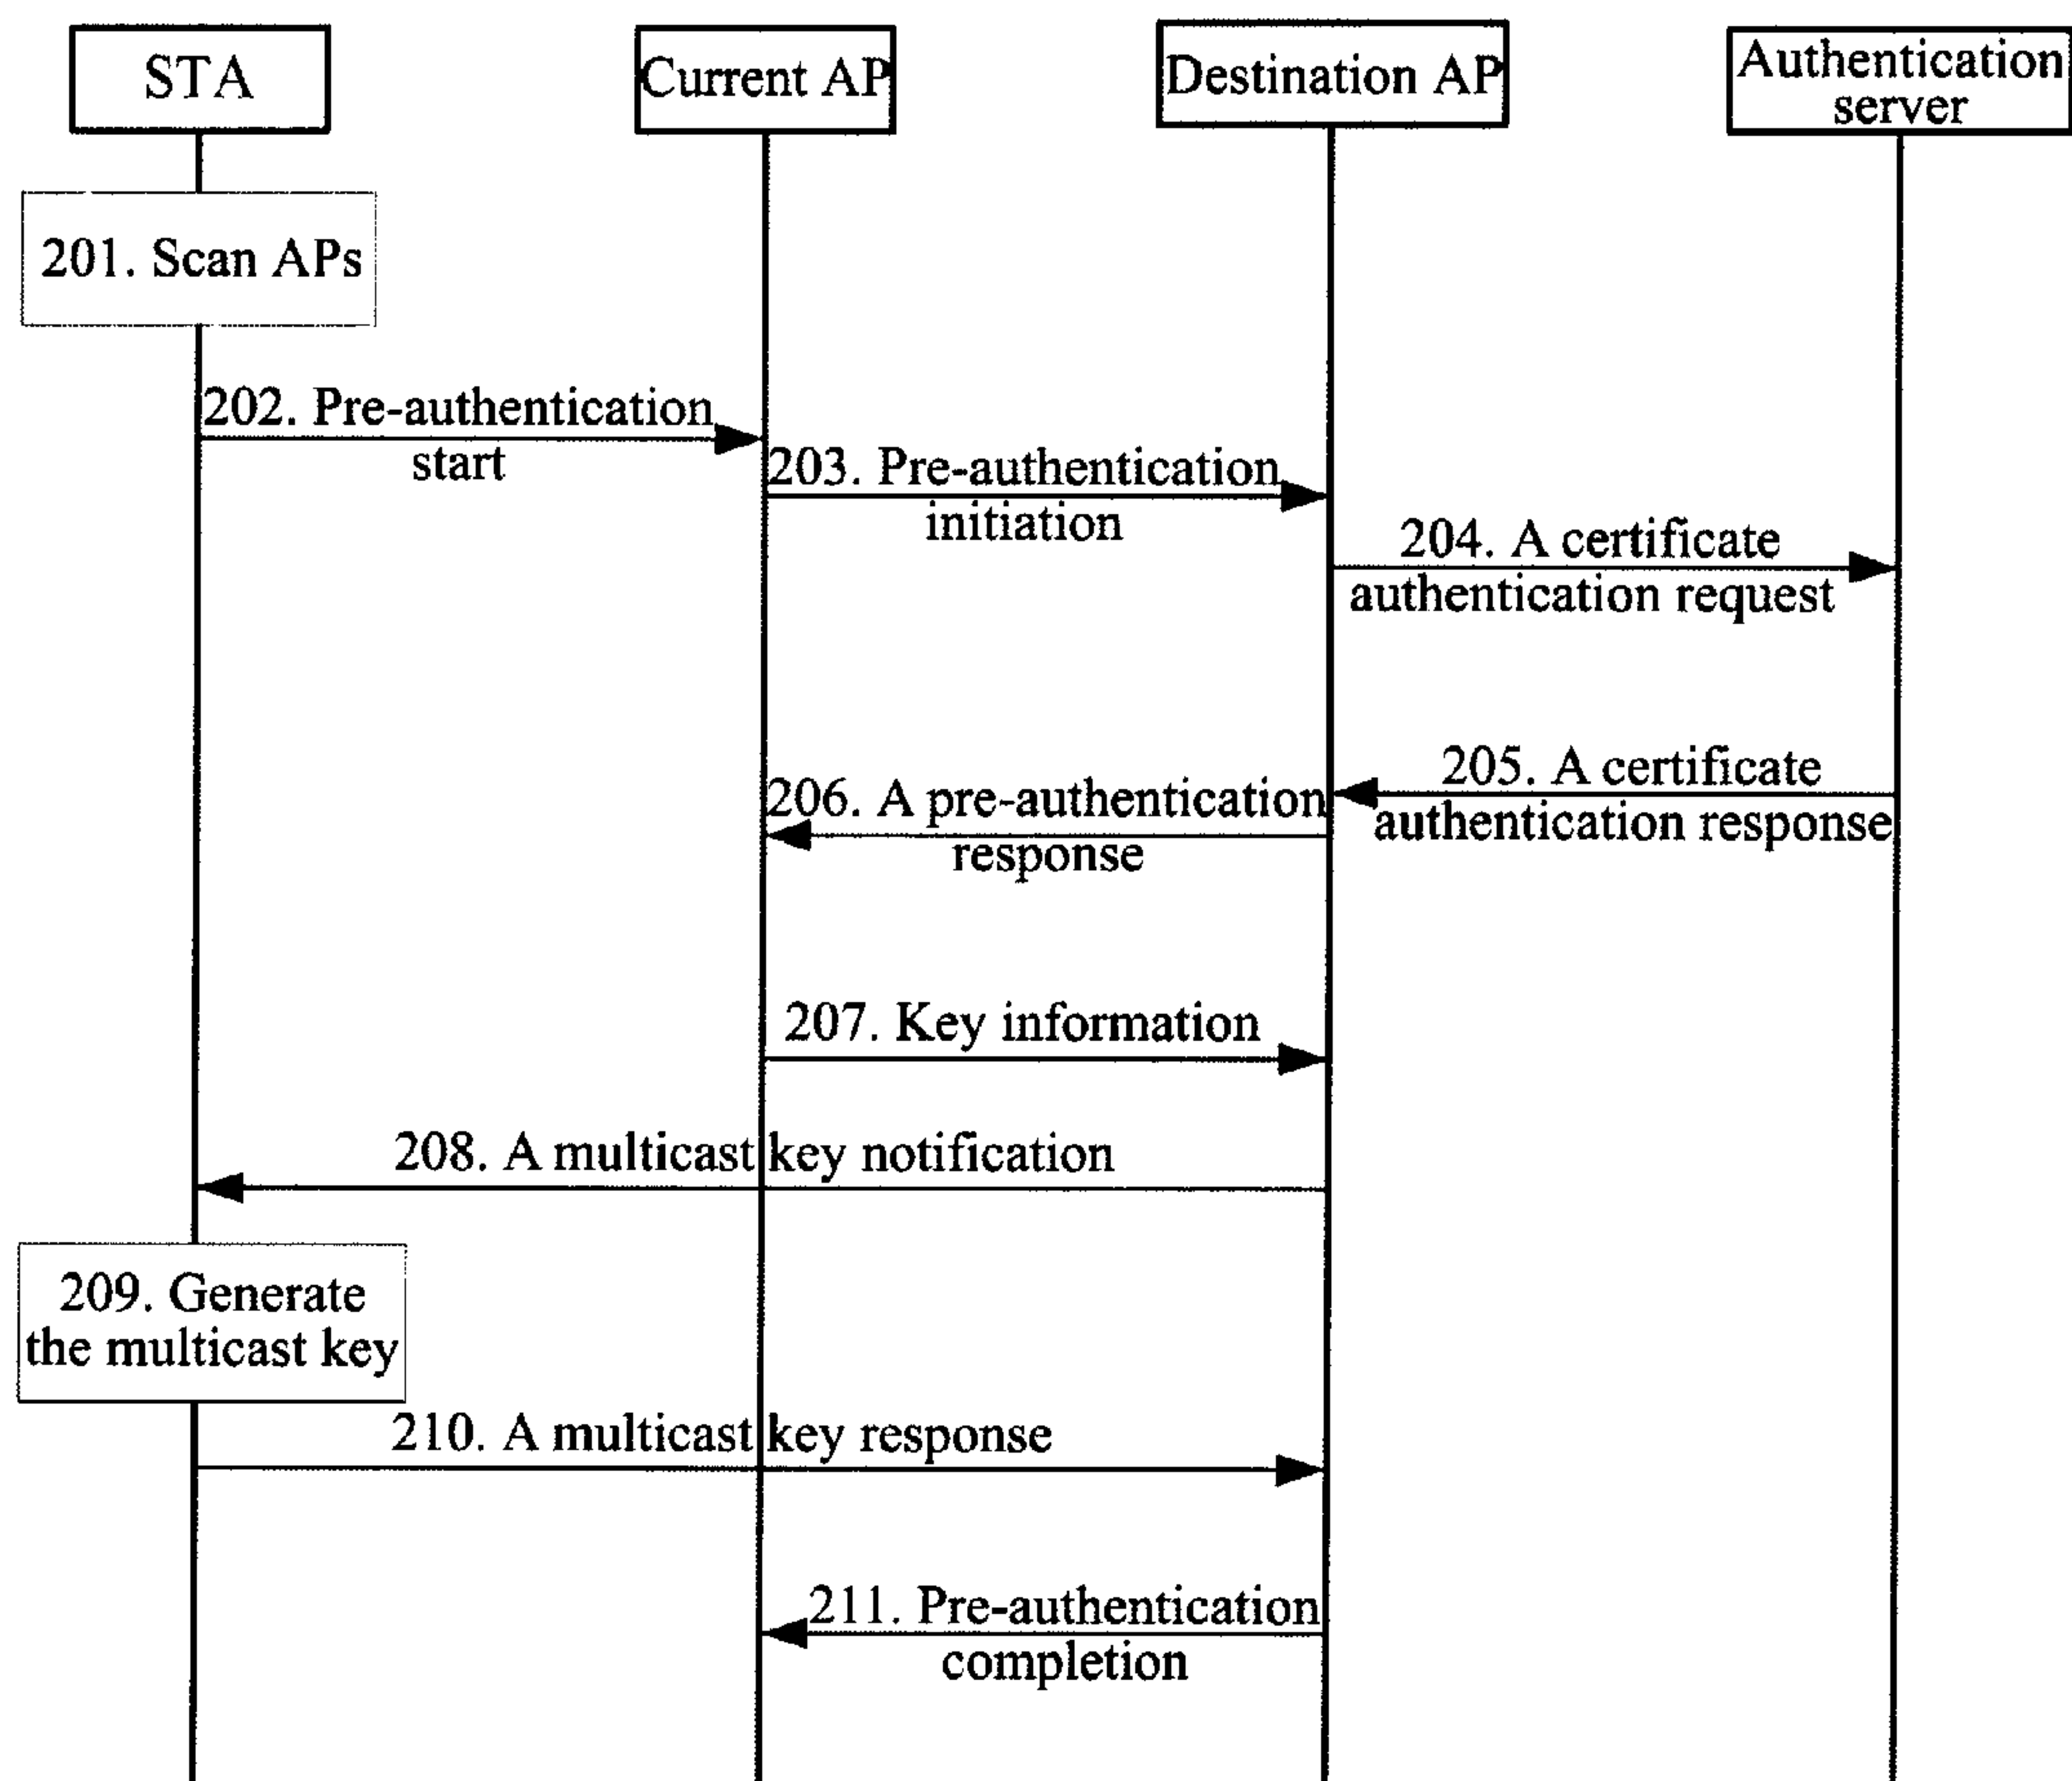 STA
Current AP
Destination AP
Authentication
server
201. Scan APs
202. Pre-authentication
start
203. Pre-authentication
initiation
204. A certificate
authentication request
205. A certificate
authentication response
206. A pre-authentication
response
207. Key information
208. A multicast key notification
209. Generate
the multicast key
210. A multicast key response
211. Pre-authentication
completion